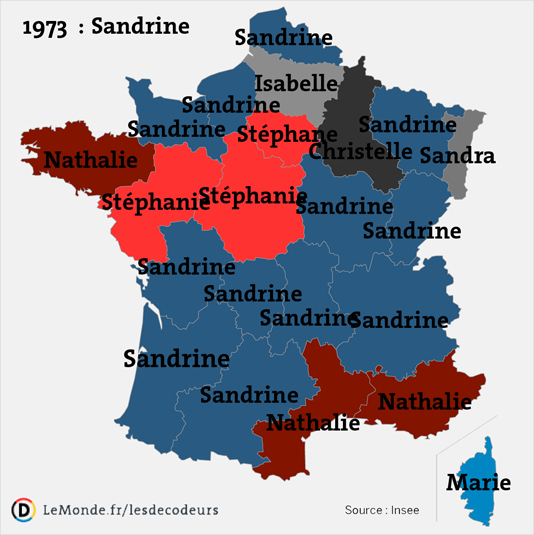 1973 : Sandrine
Sandrine
Isabelle
Sandrine
Sandrine
Stéphane
Sandrine
Christelle
Sandra
Nathalie
Stéphanie
Stéphanie
Sandrine
Sandrine
Sandrine
Sandrine
Sandrine
Sandrine
Sandrine
Sandrine
Nathalie
Nathalie
Marie
LeMonde.fr/lesdecodeurs
Source : Insee